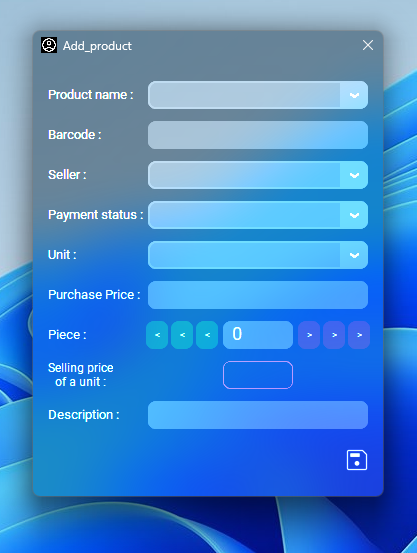 Add_product
Product name :
Barcode :
Seller :
Payment status :
Unit :
Purchase Price :
Piece : < < < 0 > > >
Selling price
of a unit :
Description :